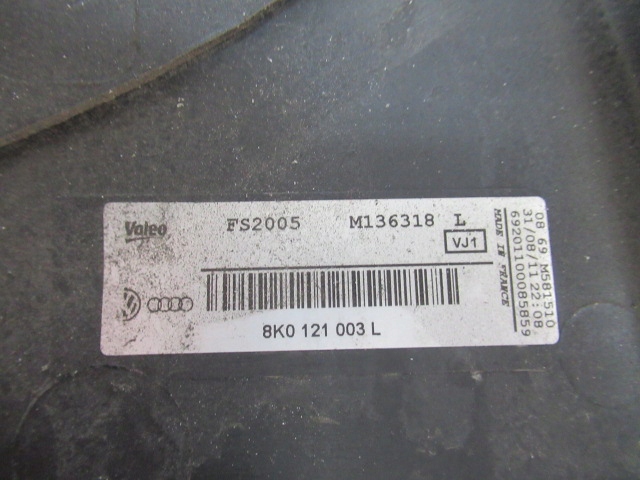 Valeo FS2005 M136318 L
VJ1
8K0 121 003 L
MADE IN FRANCE
08 69 M581510
31/08/11 22:08
69201100085859